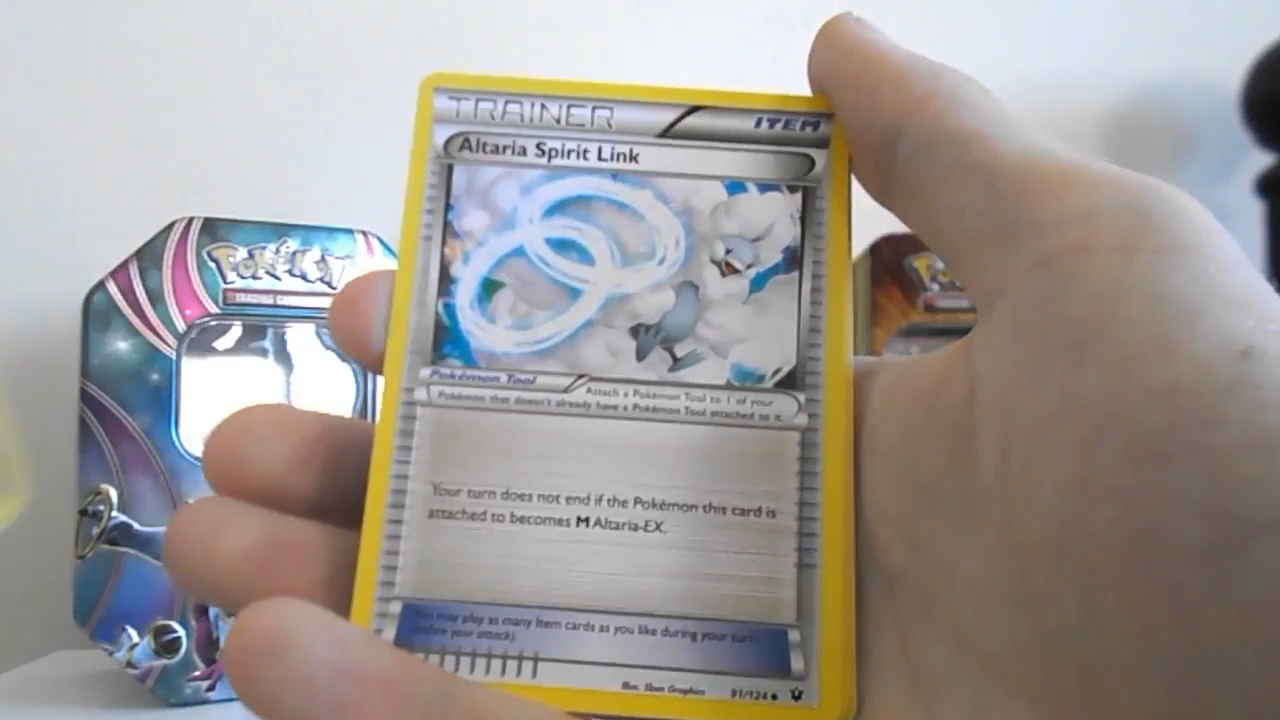 TRAINER
ITEM
Altaria Spirit Link
Pokémon Tool
Attach a Pokémon Tool to 1 of your
Pokémon that doesn't already have a Pokémon Tool attached to it.
Your turn does not end if the Pokémon this card is
attached to becomes M Altaria-EX.
You may play as many Item cards as you like during your turn
(before your attack).
Illus. 5ban Graphics
91/124
POKéMON
TRADING CARD